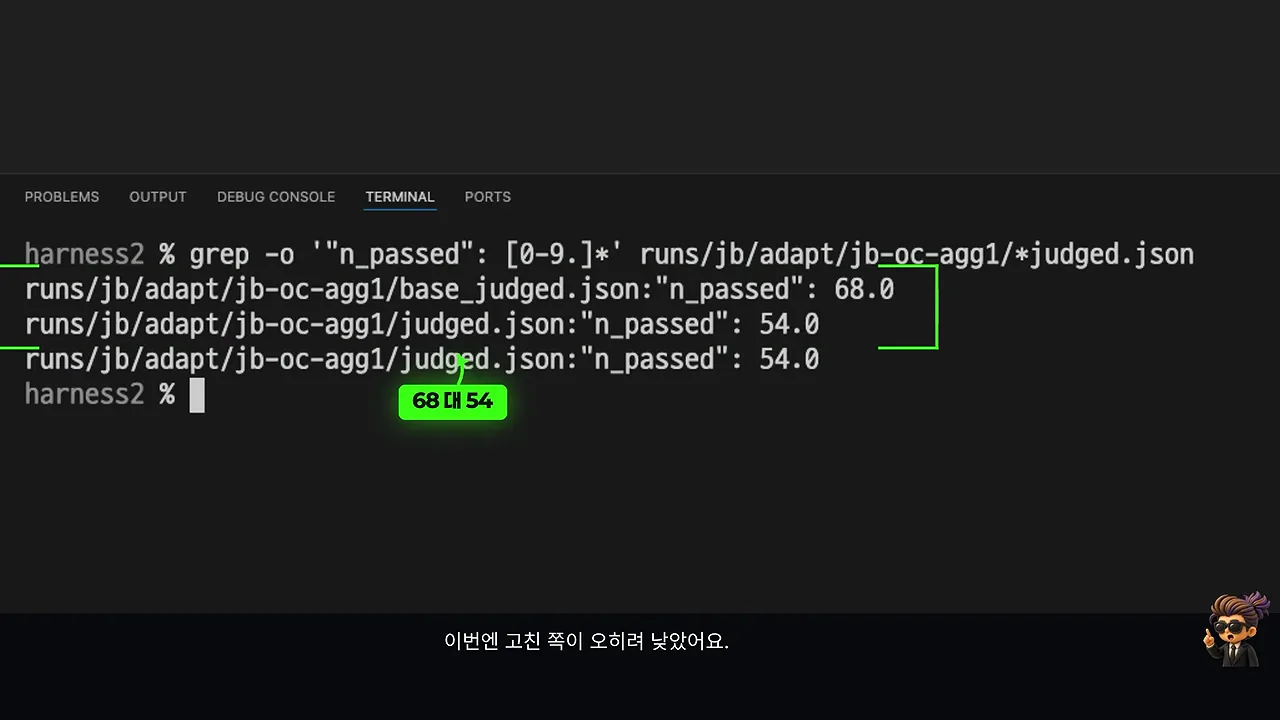 PROBLEMS OUTPUT DEBUG CONSOLE TERMINAL PORTS
harness2 % grep -o '"n_passed": [0-9.]*' runs/jb/adapt/jb-oc-agg1/*judged.json
runs/jb/adapt/jb-oc-agg1/base_judged.json:"n_passed": 68.0
runs/jb/adapt/jb-oc-agg1/judged.json:"n_passed": 54.0
runs/jb/adapt/jb-oc-agg1/judged.json:"n_passed": 54.0
harness2 %
68 대 54
이번엔 고친 쪽이 오히려 낮았어요.